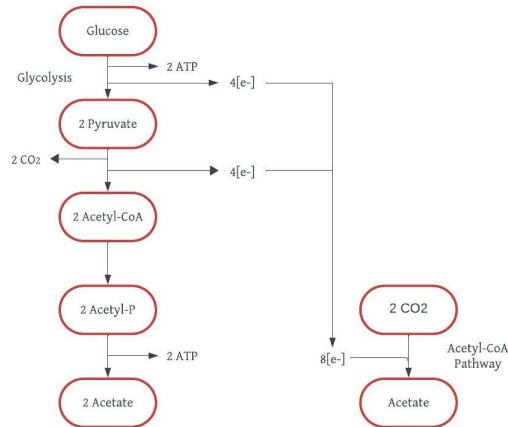 Glucose
2 ATP
Glycolysis
4[e-]
2 Pyruvate
2 CO2
4[e-]
2 Acetyl-CoA
2 Acetyl-P
2 CO2
2 ATP
8[e-]
Acetyl-CoA
Pathway
2 Acetate
Acetate